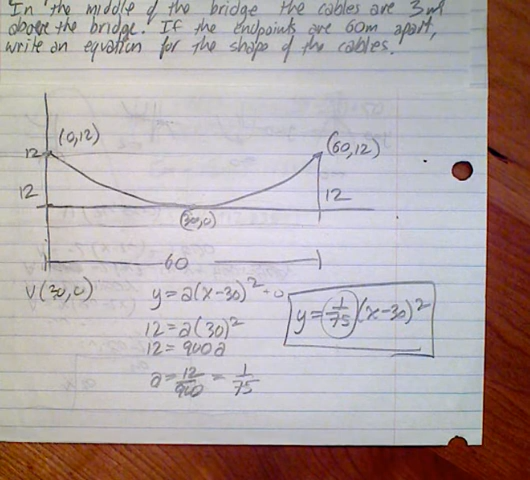 In the middle of the bridge the cables are 3m
above the bridge. If the endpoints are 60m apart,
write an equation for the shape of the cables.
(0,12)
(60,12)
12
12
12
(30,0)
60
V(30,0)
y = a(x-30)² + 0
y = 1/75 (x-30)²
12 = a(30)²
12 = 900a
a = 12/900 = 1/75